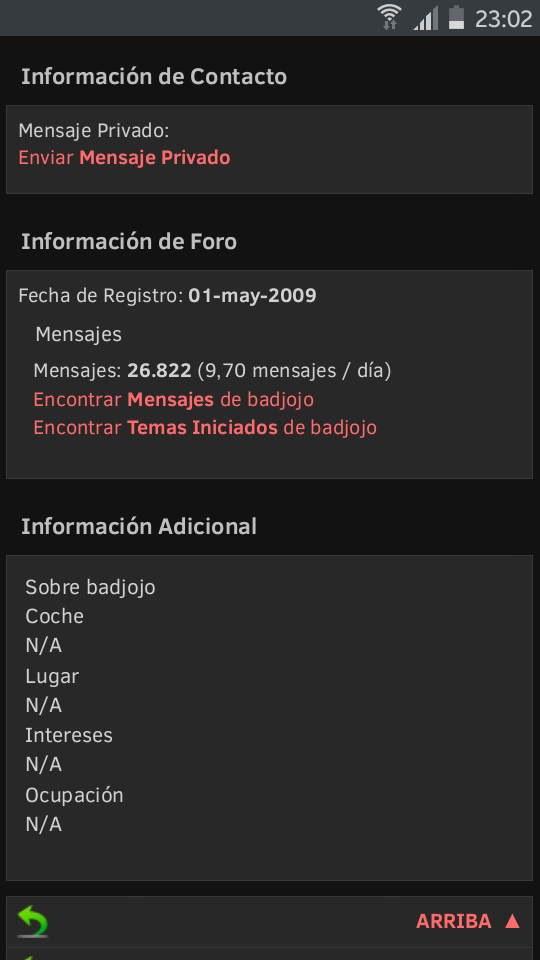 23:02
Información de Contacto
Mensaje Privado:
Enviar Mensaje Privado
Información de Foro
Fecha de Registro: 01-may-2009
Mensajes
Mensajes: 26.822 (9,70 mensajes / día)
Encontrar Mensajes de badjojo
Encontrar Temas Iniciados de badjojo
Información Adicional
Sobre badjojo
Coche
N/A
Lugar
N/A
Intereses
N/A
Ocupación
N/A
ARRIBA ▲